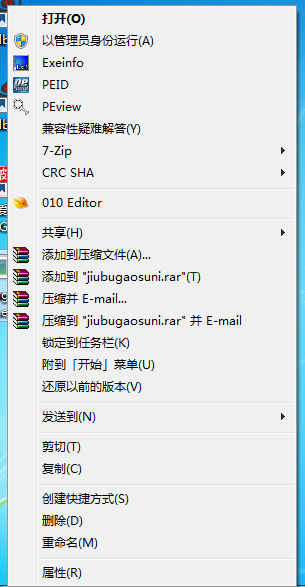 打开(O)
以管理员身份运行(A)
Exeinfo
PEID
PEview
兼容性疑难解答(Y)
7-Zip
CRC SHA
010 Editor
共享(H)
添加到压缩文件(A)...
添加到 "jiubugaosuni.rar"(T)
压缩并 E-mail...
压缩到 "jiubugaosuni.rar" 并 E-mail
锁定到任务栏(K)
附到「开始」菜单(U)
还原以前的版本(V)
发送到(N)
剪切(T)
复制(C)
创建快捷方式(S)
删除(D)
重命名(M)
属性(R)